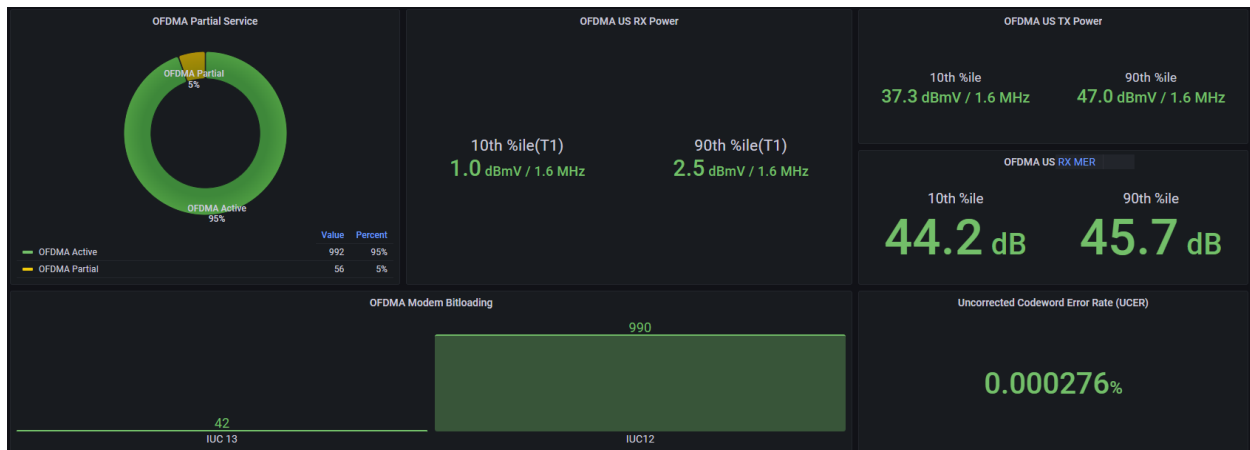 OFDMA Partial Service
OFDMA Partial
5%
OFDMA Active
95%
Value Percent
OFDMA Active 992 95%
OFDMA Partial 56 5%
OFDMA US RX Power
10th %ile(T1) 90th %ile(T1)
1.0 dBmV / 1.6 MHz 2.5 dBmV / 1.6 MHz
OFDMA US TX Power
10th %ile 90th %ile
37.3 dBmV / 1.6 MHz 47.0 dBmV / 1.6 MHz
OFDMA US RX MER
10th %ile 90th %ile
44.2 dB 45.7 dB
OFDMA Modem Bitloading
990
42
IUC 13 IUC12
Uncorrected Codeword Error Rate (UCER)
0.000276%